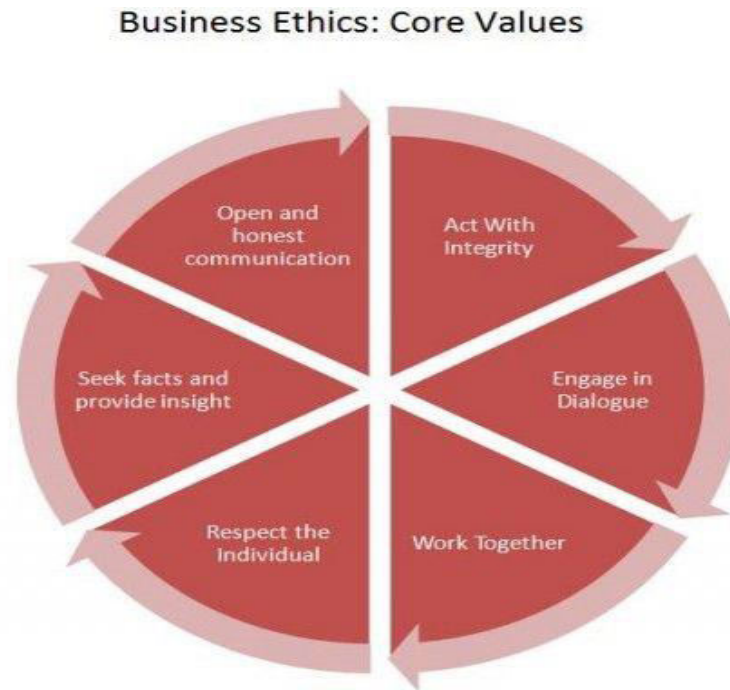 Business Ethics: Core Values
Open and
honest
communication
Act With
Integrity
Seek facts and
provide insight
Engage in
Dialogue
Respect the
Individual
Work Together